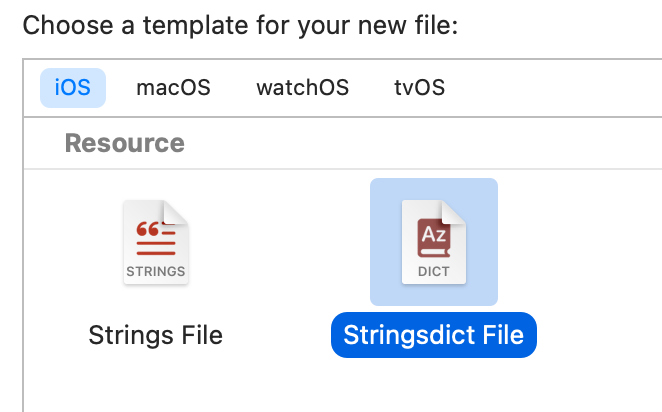 Choose a template for your new file:
iOS macOS watchOS tvOS
Resource
STRINGS
Az
DICT
Strings File
Stringsdict File